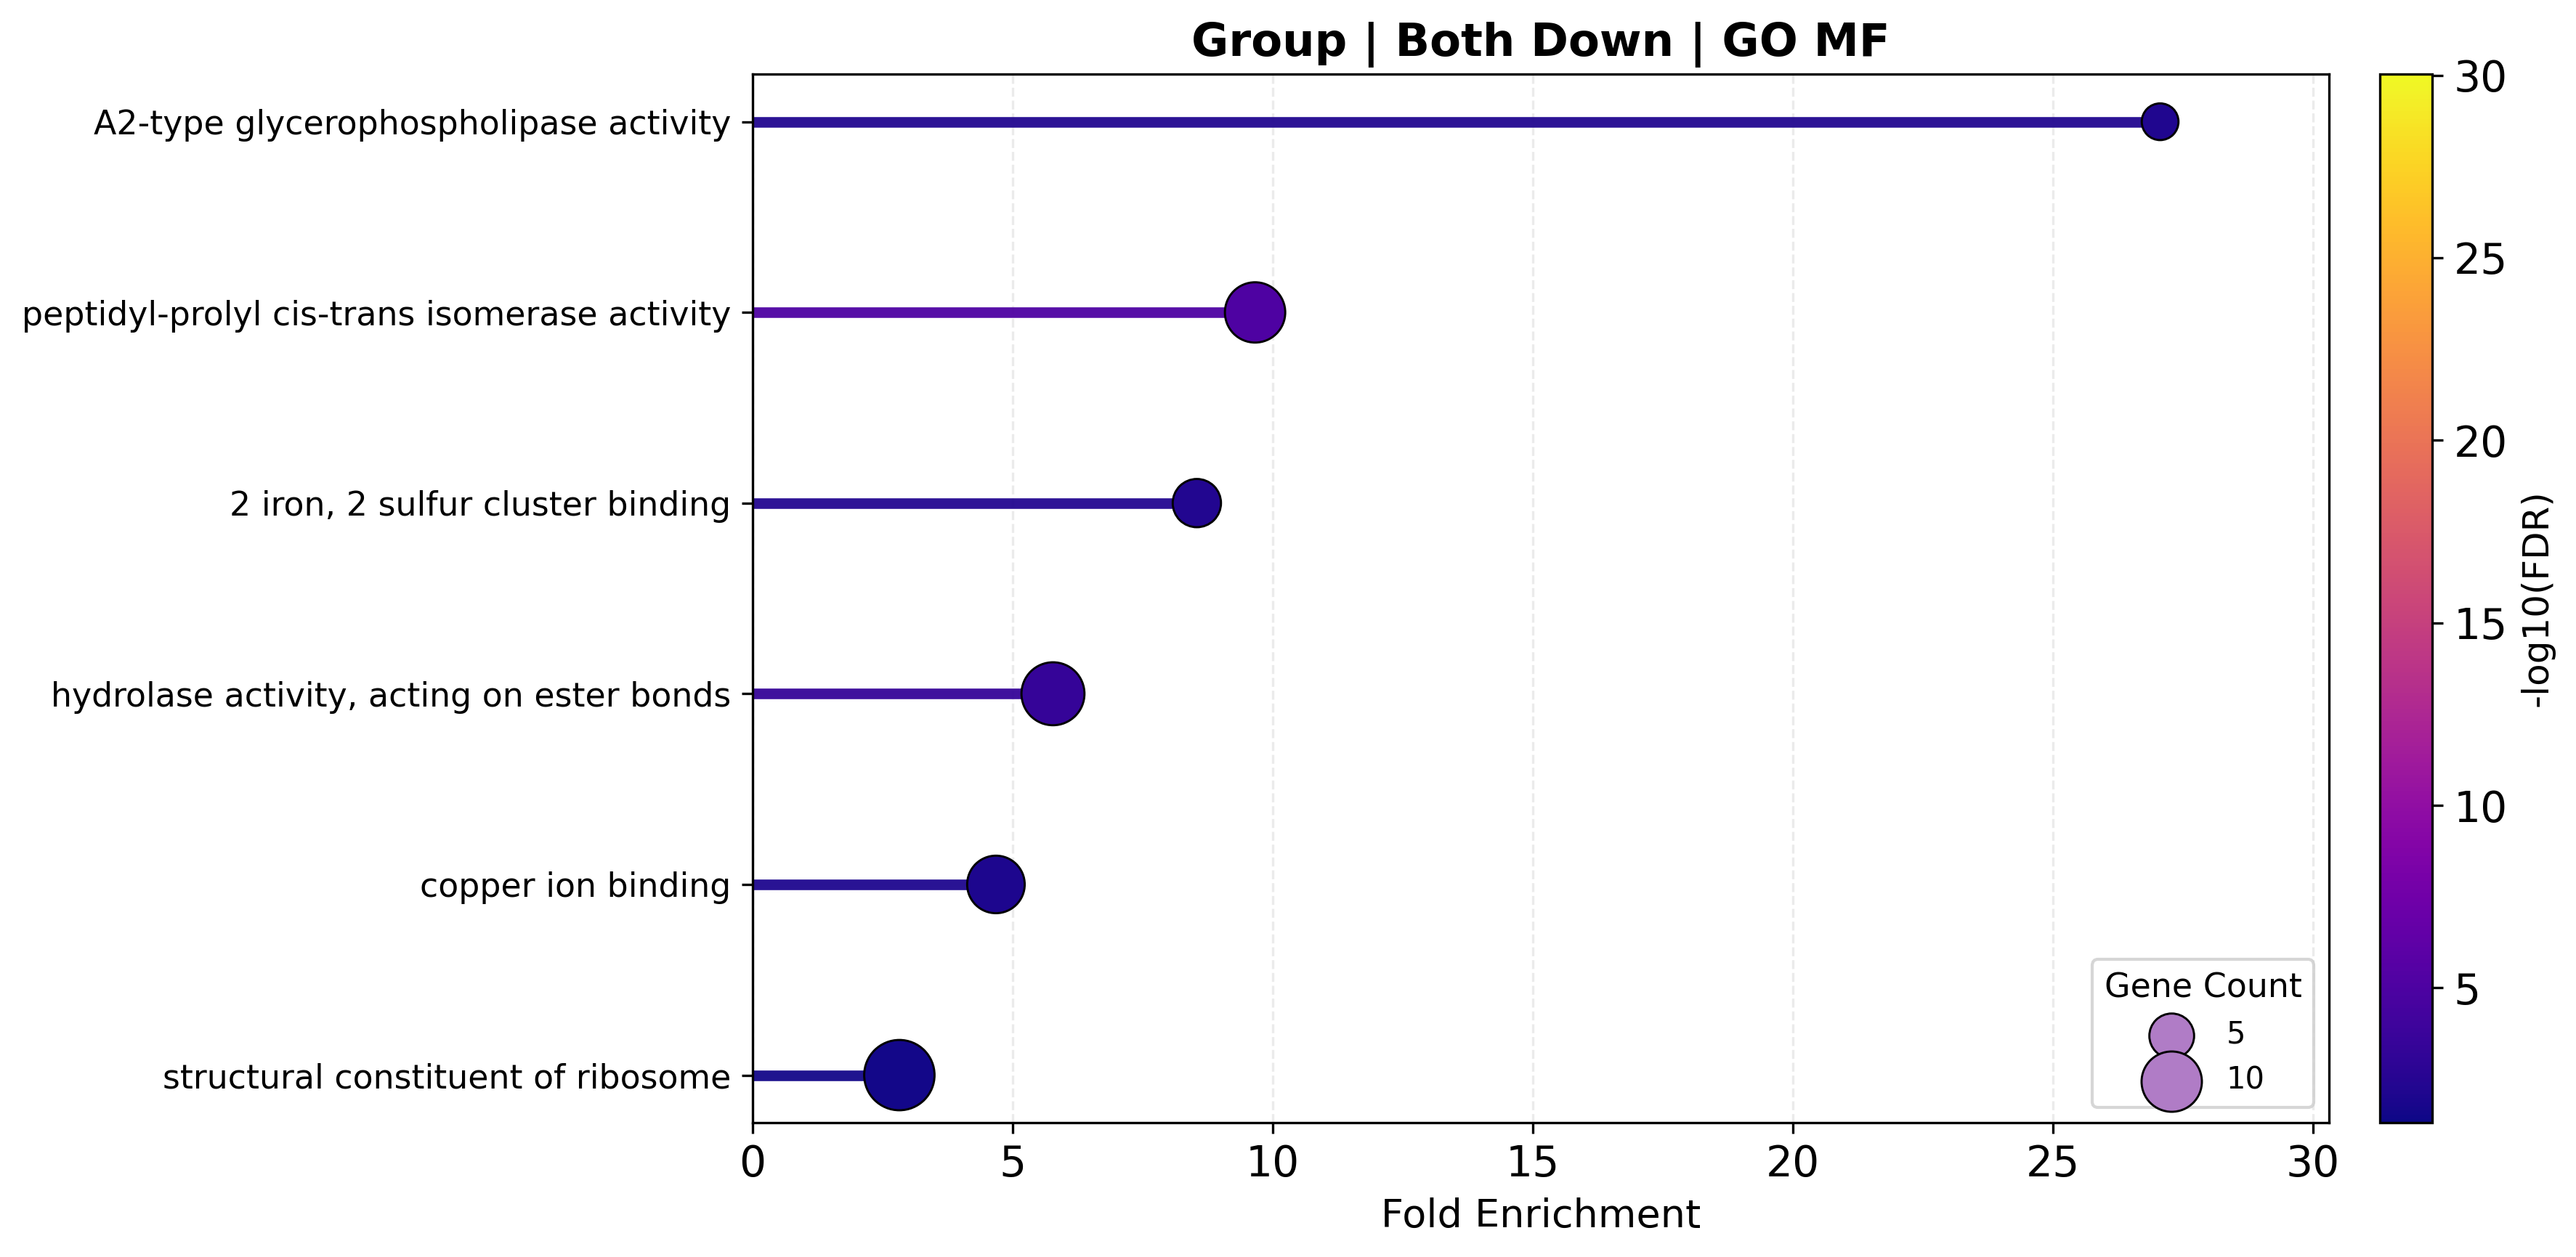 Group | Both Down | GO MF
A2-type glycerophospholipase activity
peptidyl-prolyl cis-trans isomerase activity
2 iron, 2 sulfur cluster binding
hydrolase activity, acting on ester bonds
copper ion binding
structural constituent of ribosome
0 5 10 15 20 25 30
Fold Enrichment
Gene Count
5
10
30
25
20
15
10
5
-log10(FDR)